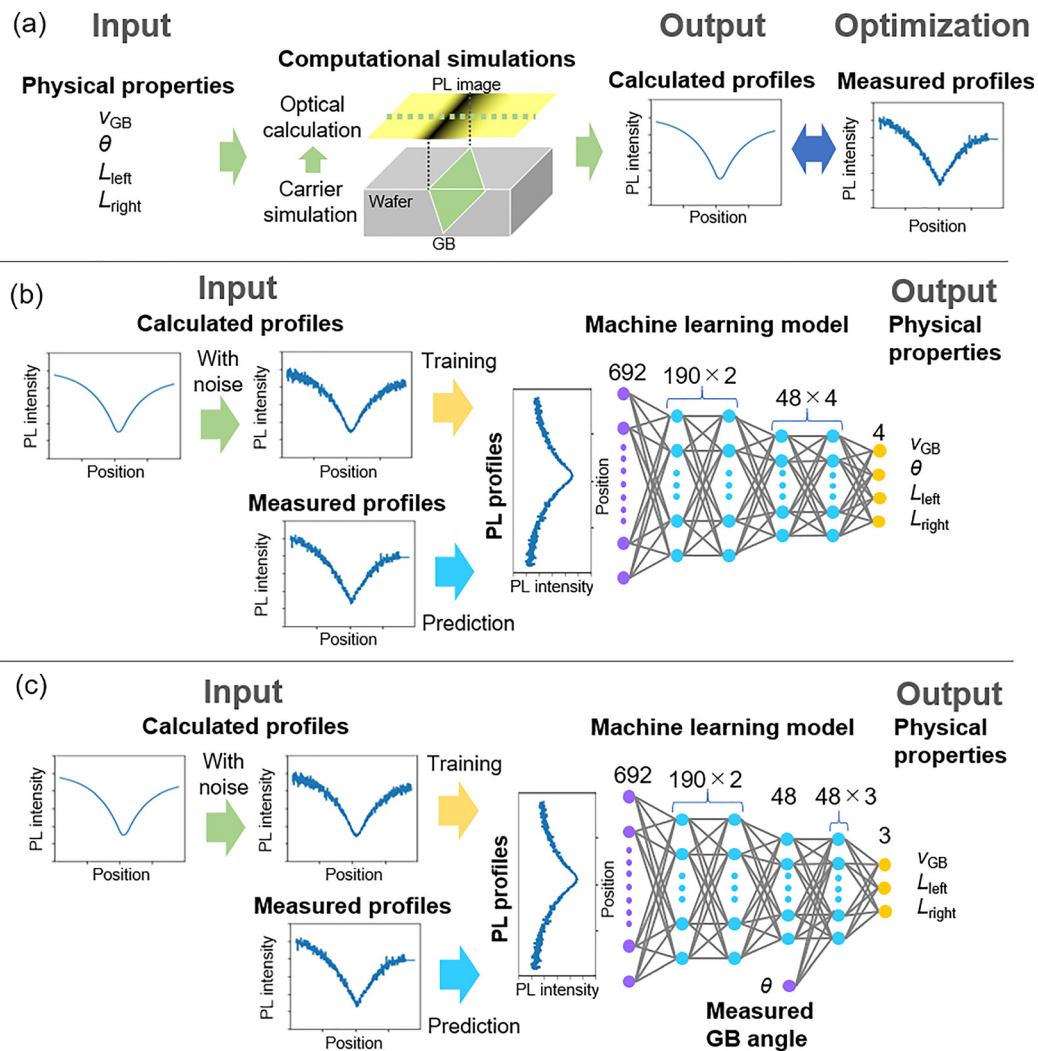 (a)
Input
Output
Optimization
Physical properties
Computational simulations
Calculated profiles
Measured profiles
vGB
θ
Lleft
Lright
Optical
calculation
Carrier
simulation
PL image
Wafer
GB
PL intensity
Position
PL intensity
Position
(b)
Input
Output
Calculated profiles
Machine learning model
Physical
properties
PL intensity
Position
With
noise
PL intensity
Position
Training
Measured profiles
PL intensity
Position
Prediction
PL profiles
Position
PL intensity
692
190 × 2
48 × 4
4
vGB
θ
Lleft
Lright
(c)
Input
Output
Calculated profiles
Machine learning model
Physical
properties
PL intensity
Position
With
noise
PL intensity
Position
Training
Measured profiles
PL intensity
Position
Prediction
PL profiles
Position
PL intensity
692
190 × 2
48
48 × 3
3
vGB
Lleft
Lright
θ
Measured
GB angle